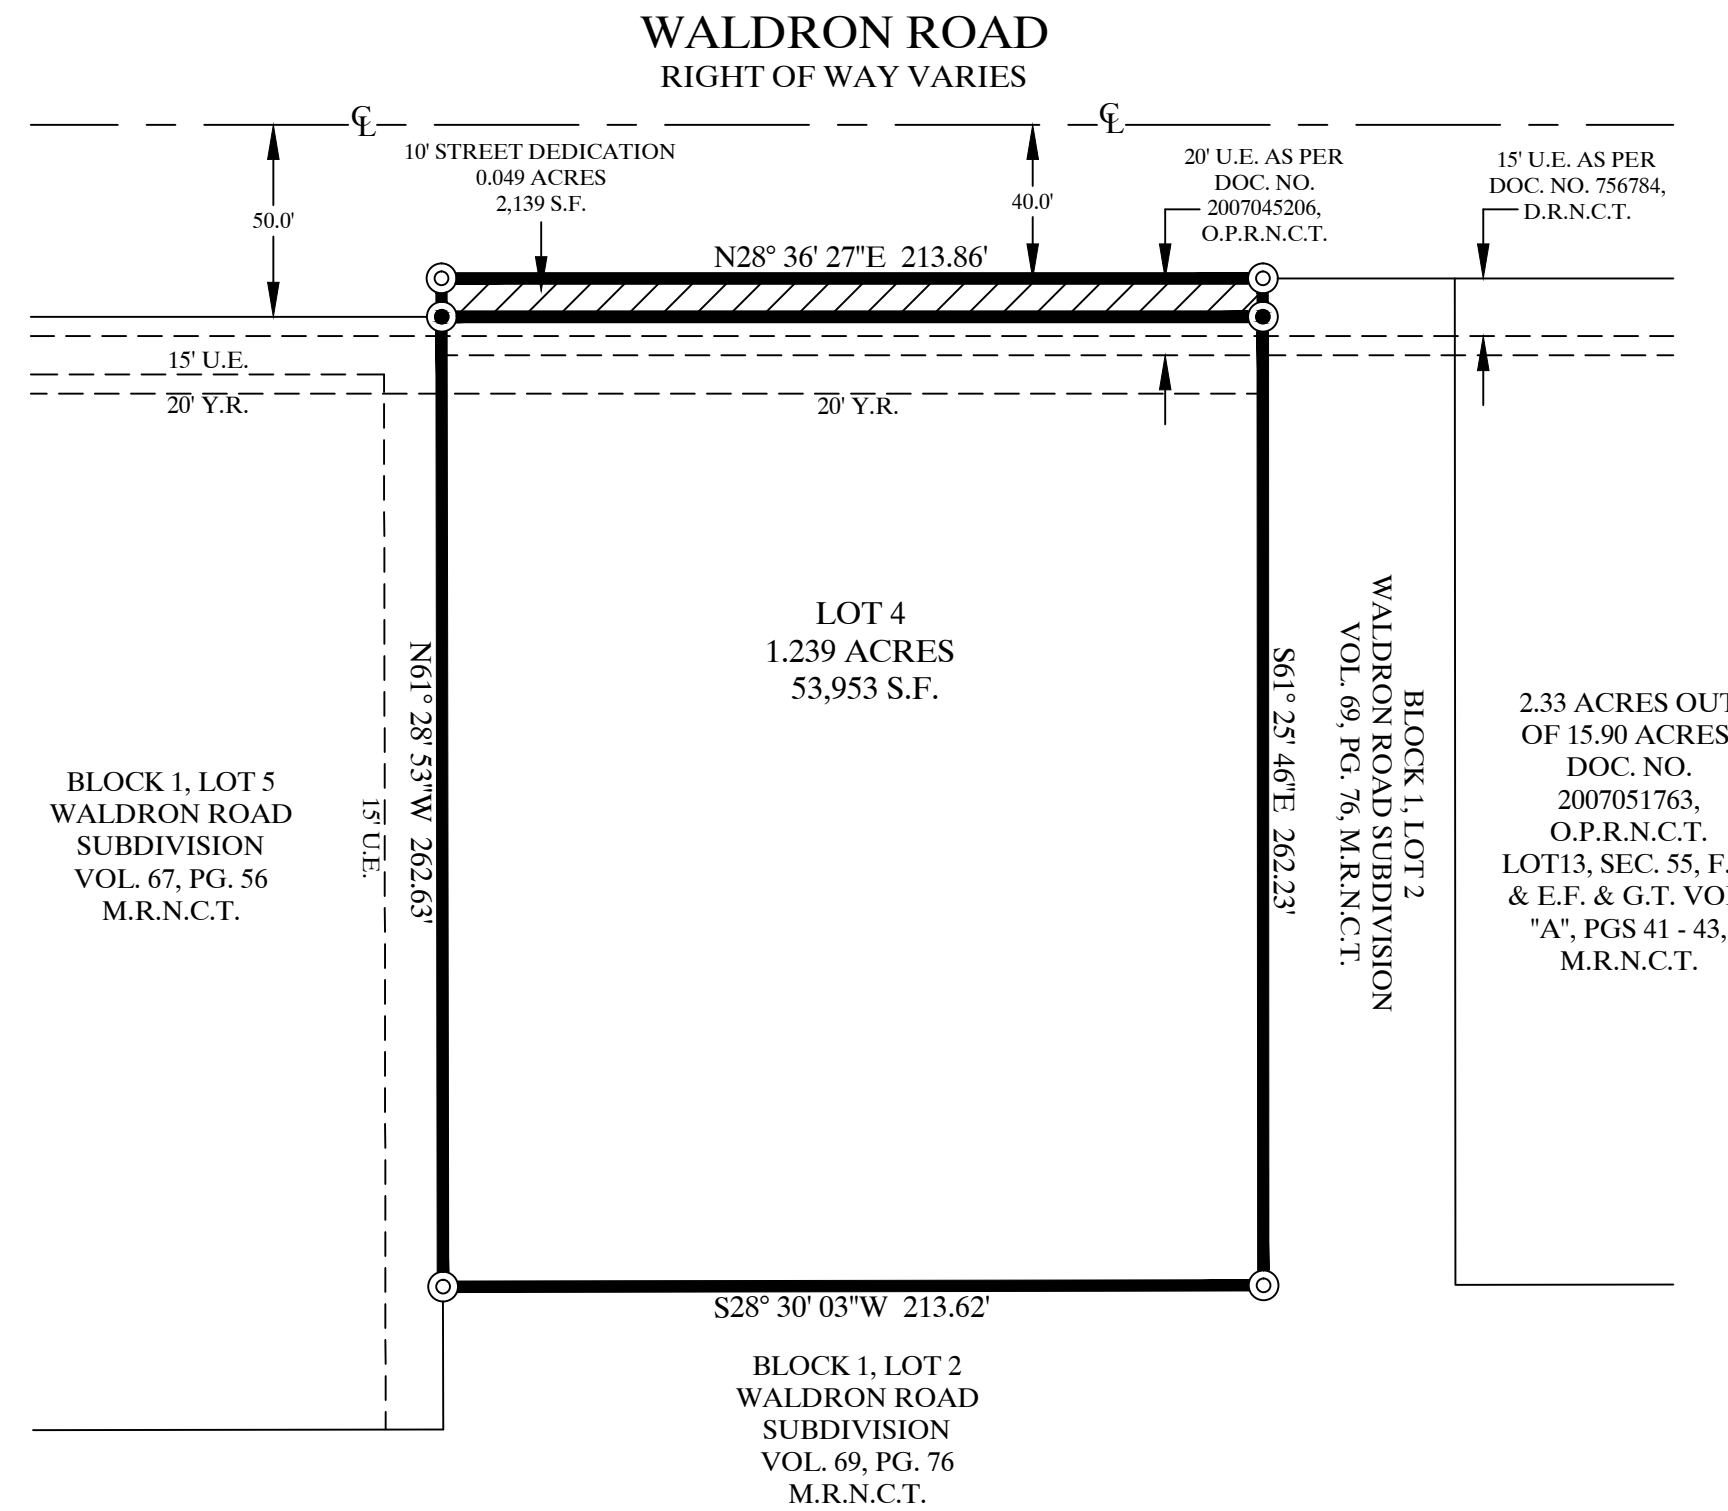 WALDRON ROAD
RIGHT OF WAY VARIES
℄
℄
10' STREET DEDICATION
0.049 ACRES
2,139 S.F.
50.0'
40.0'
20' U.E. AS PER
DOC. NO.
2007045206,
O.P.R.N.C.T.
15' U.E. AS PER
DOC. NO. 756784,
D.R.N.C.T.
N28° 36' 27"E 213.86'
15' U.E.
20' Y.R.
20' Y.R.
LOT 4
1.239 ACRES
53,953 S.F.
N61° 28' 53"W 262.63'
S61° 25' 46"E 262.23'
15' U.E.
BLOCK 1, LOT 5
WALDRON ROAD
SUBDIVISION
VOL. 67, PG. 56
M.R.N.C.T.
BLOCK 1, LOT 2
WALDRON ROAD SUBDIVISION
VOL. 69, PG. 76, M.R.N.C.T.
2.33 ACRES OUT
OF 15.90 ACRES
DOC. NO.
2007051763,
O.P.R.N.C.T.
LOT13, SEC. 55, F.
& E.F. & G.T. VO
"A", PGS 41 - 43,
M.R.N.C.T.
S28° 30' 03"W 213.62'
BLOCK 1, LOT 2
WALDRON ROAD
SUBDIVISION
VOL. 69, PG. 76
M.R.N.C.T.